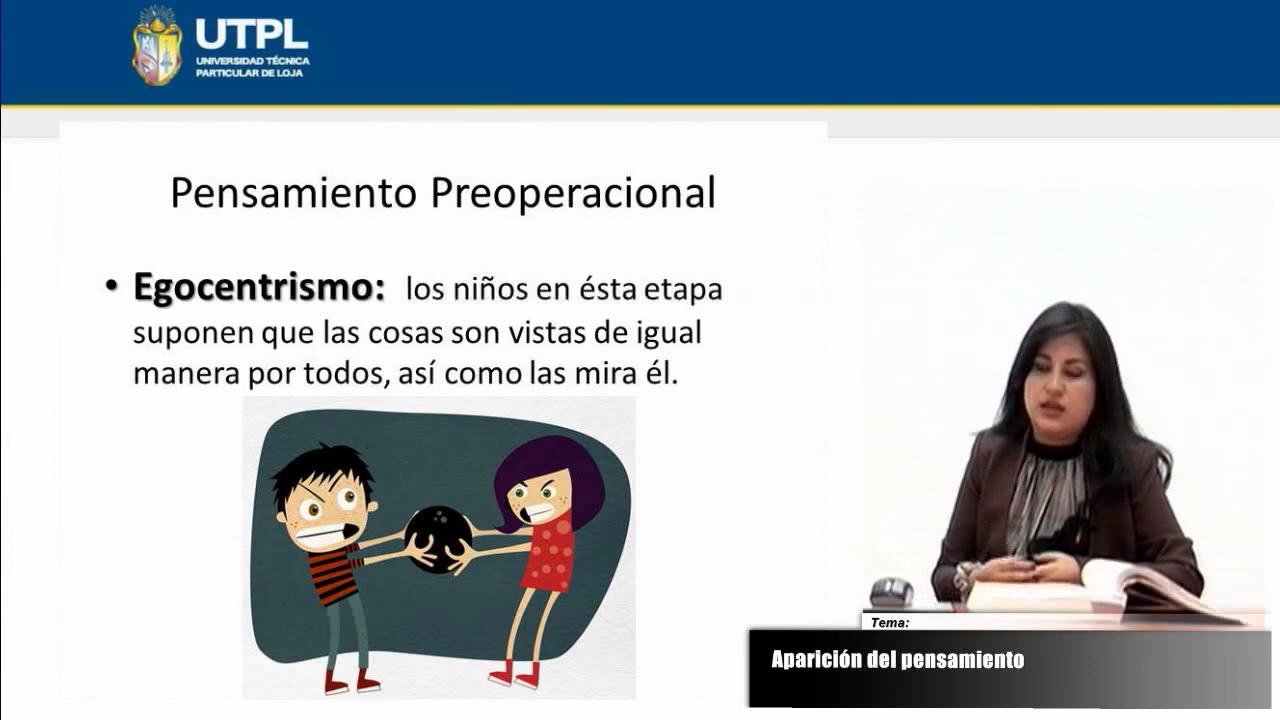 UTPL
UNIVERSIDAD TÉCNICA
PARTICULAR DE LOJA
Pensamiento Preoperacional
• Egocentrismo: los niños en ésta etapa
suponen que las cosas son vistas de igual
manera por todos, así como las mira él.
Tema:
Aparición del pensamiento